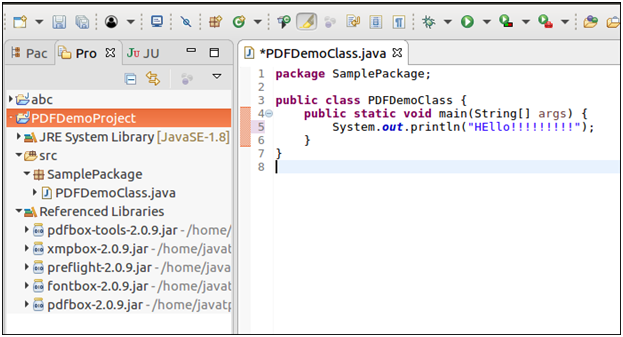 Pac
Pro
JU
*PDFDemoClass.java
abc
PDFDemoProject
JRE System Library [JavaSE-1.8]
src
SamplePackage
PDFDemoClass.java
Referenced Libraries
pdfbox-tools-2.0.9.jar - /home/
xmpbox-2.0.9.jar - /home/javat
preflight-2.0.9.jar - /home/java
fontbox-2.0.9.jar - /home/javat
pdfbox-2.0.9.jar - /home/javatp
1 package SamplePackage;
2
3 public class PDFDemoClass {
4 public static void main(String[] args) {
5 System.out.println("HEllo!!!!!!!!!");
6 }
7 }
8